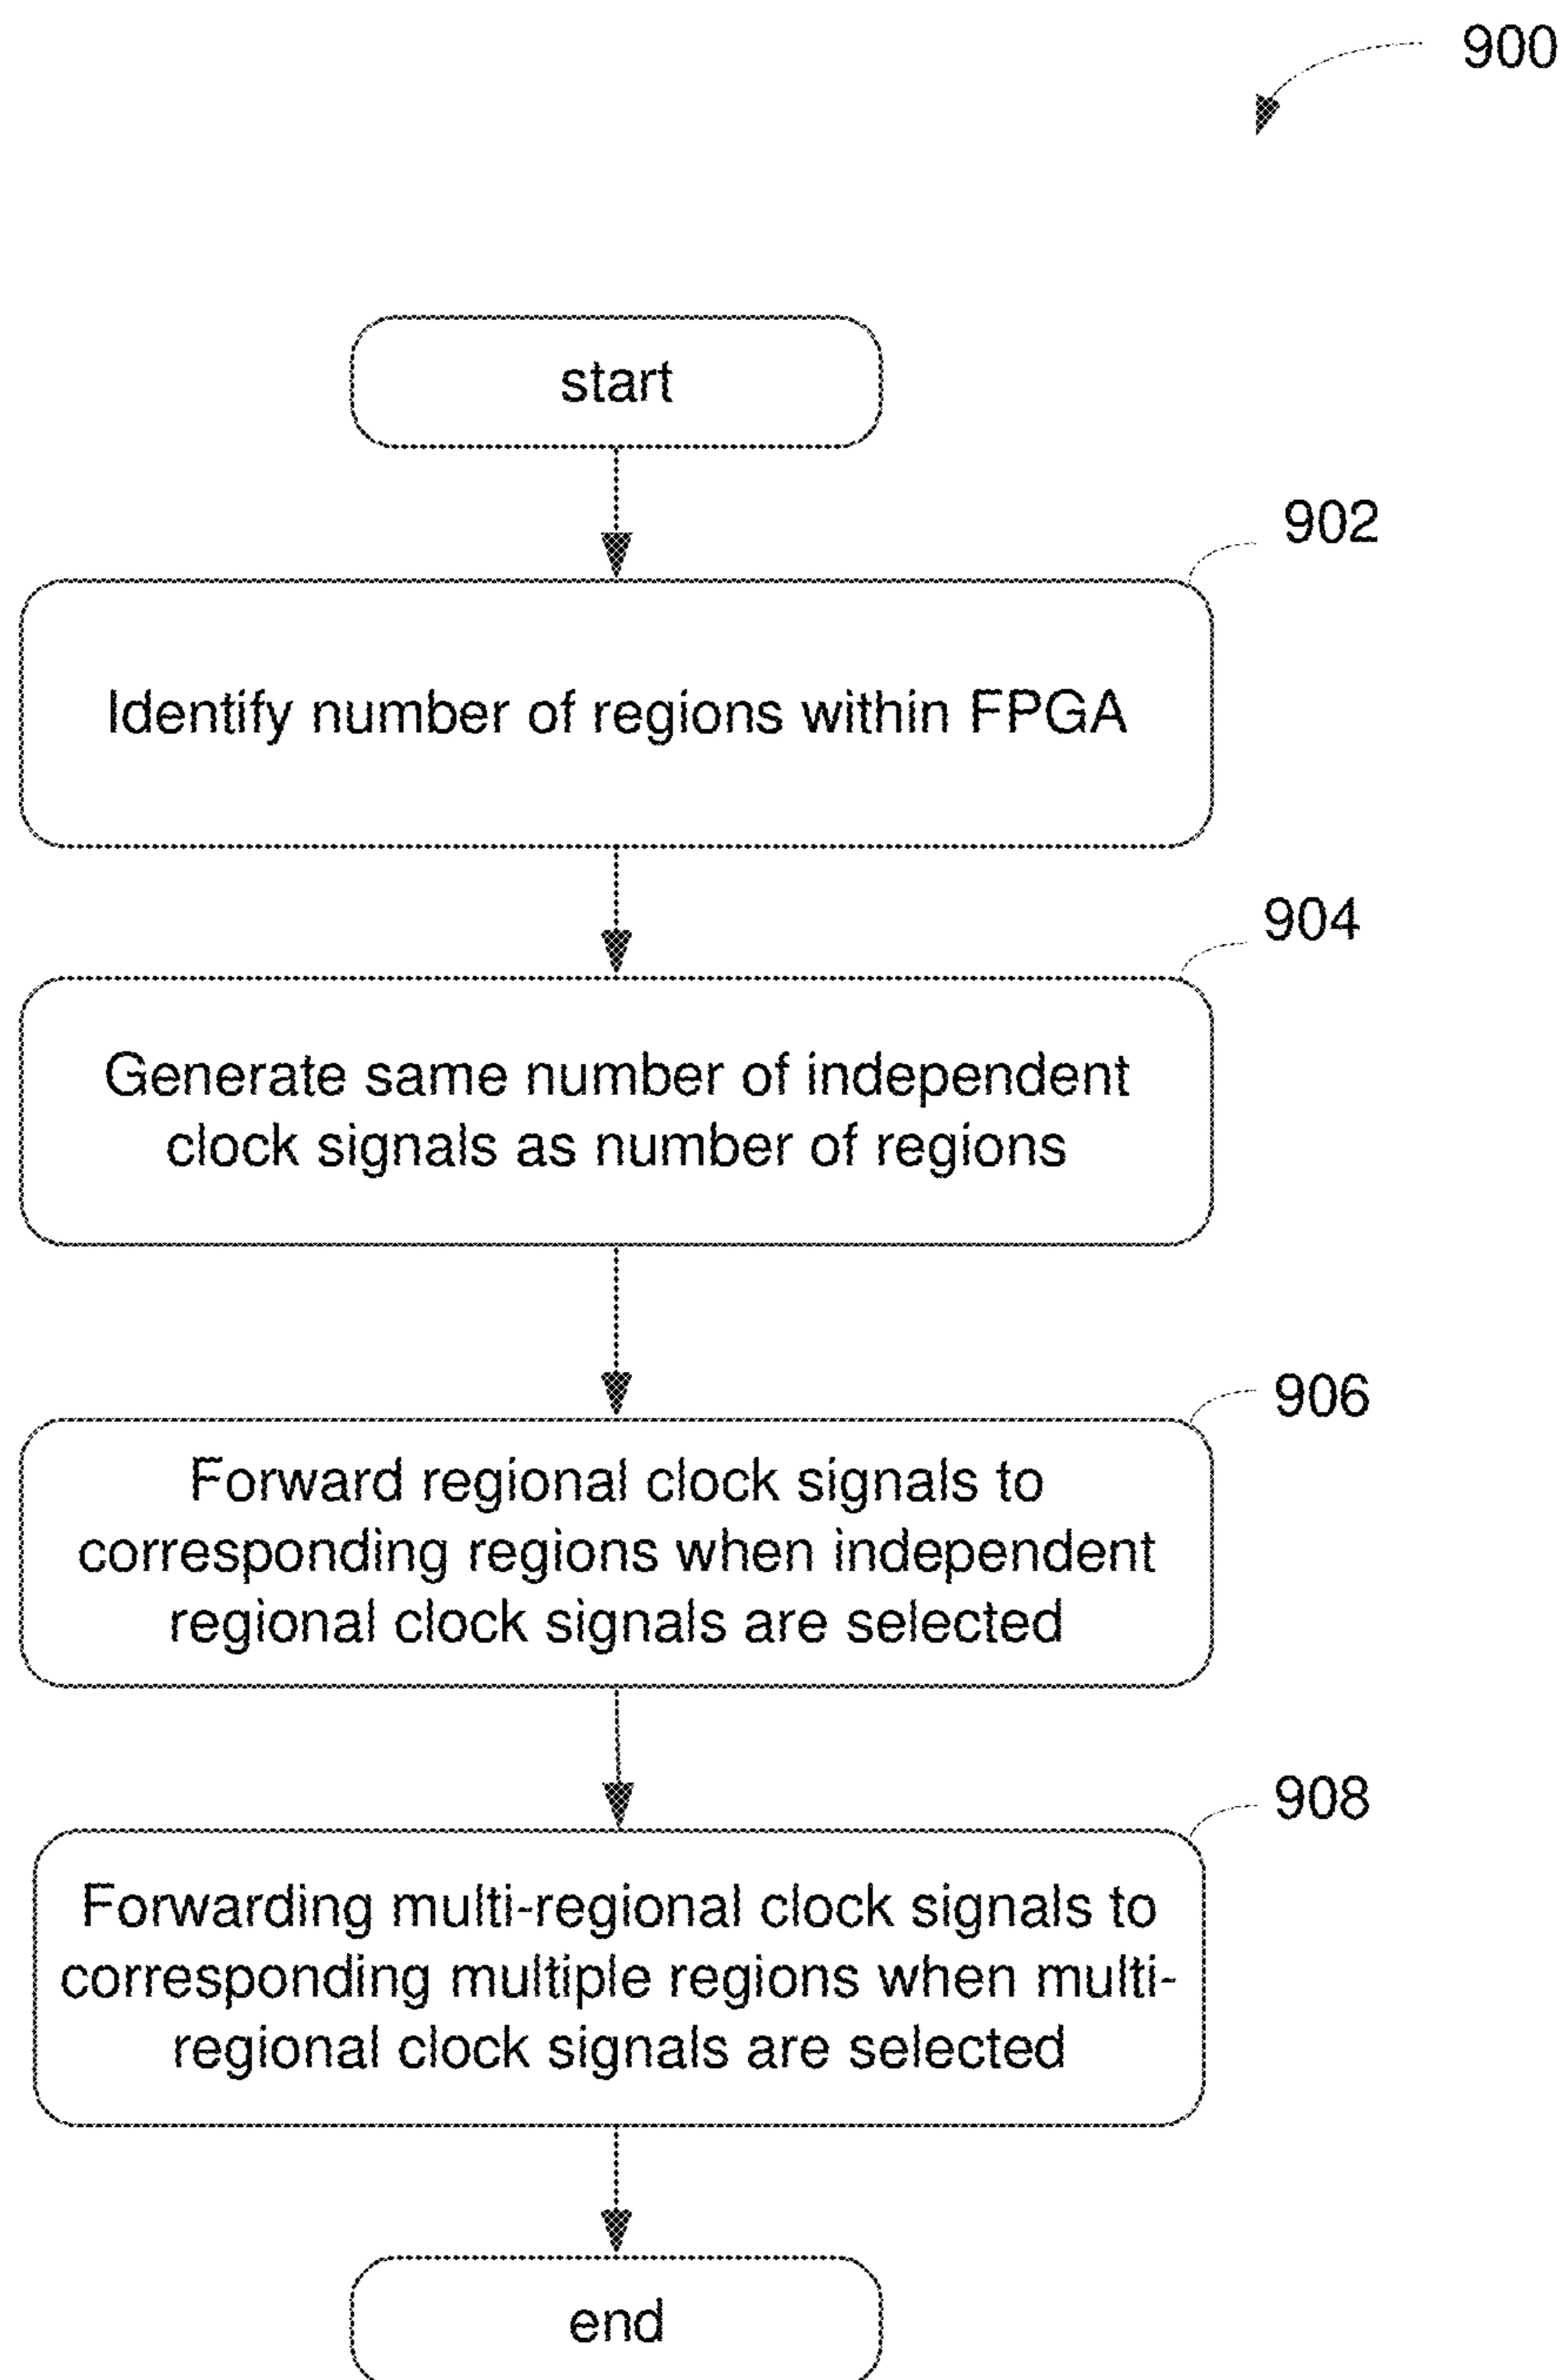 900
start
902
Identify number of regions within FPGA
904
Generate same number of independent
clock signals as number of regions
906
Forward regional clock signals to
corresponding regions when independent
regional clock signals are selected
908
Forwarding multi-regional clock signals to
corresponding multiple regions when multi-
regional clock signals are selected
end